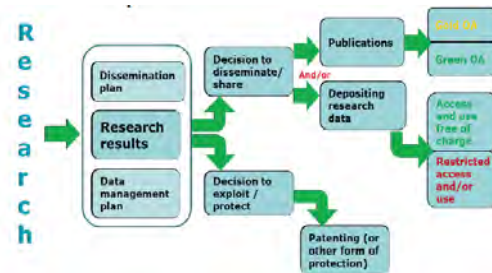 Research
Dissemination
plan
Research
results
Data
management
plan
Decision to
disseminate/
share
Decision to
exploit /
protect
And/or
Publications
Depositing
research
data
Patenting (or
other form of
protection)
Gold OA
Green OA
Access
and use
free of
charge
Restricted
access
and/or
use